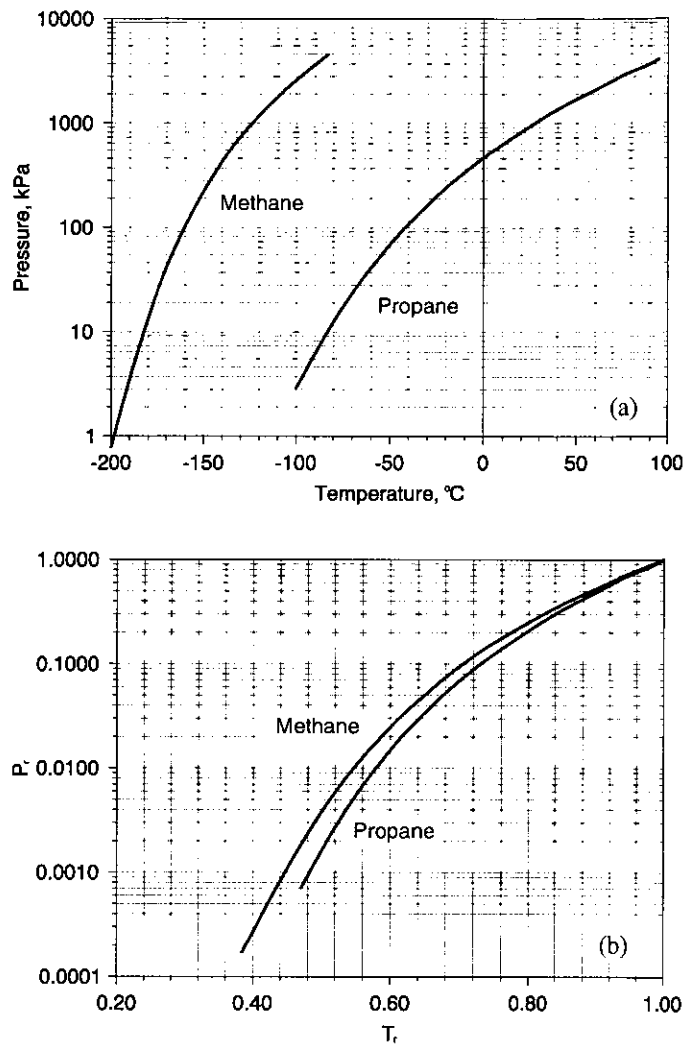 10000
1000
100
10
1
Pressure, kPa
Methane
Propane
(a)
-200 -150 -100 -50 0 50 100
Temperature, °C
1.0000
0.1000
0.0100
0.0010
0.0001
Pr
Methane
Propane
(b)
0.20 0.40 0.60 0.80 1.00
Tr